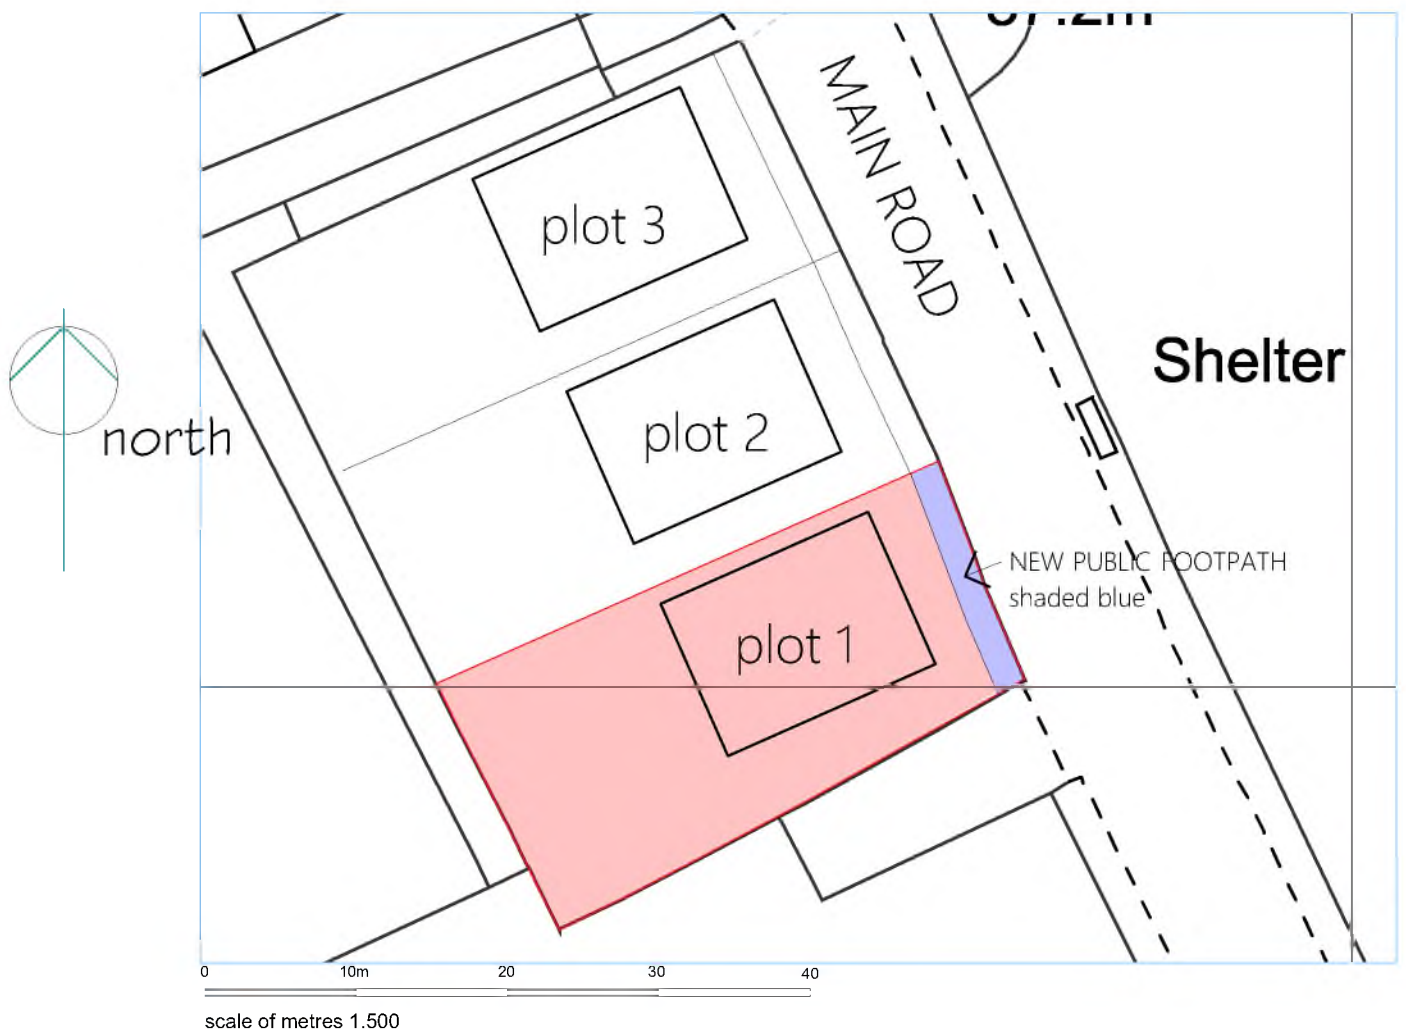 MAIN ROAD
plot 3
Shelter
north
plot 2
NEW PUBLIC FOOTPATH
shaded blue
plot 1
0 10m 20 30 40
scale of metres 1.500